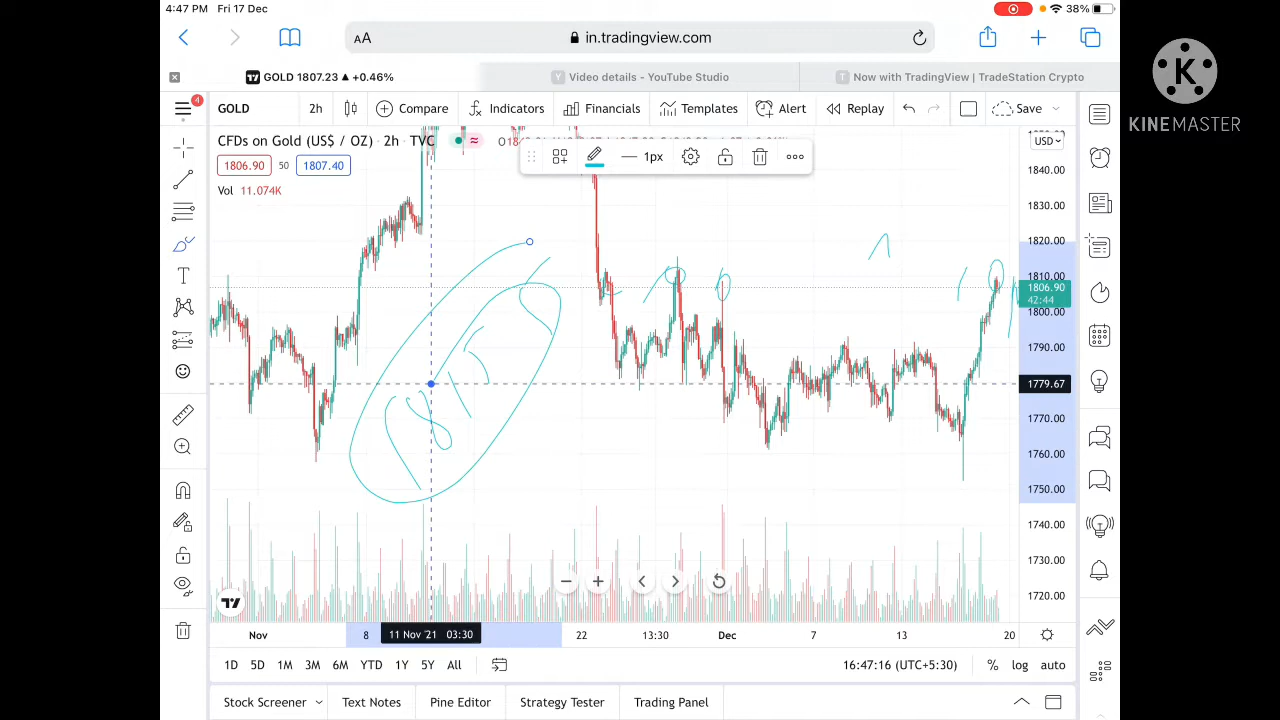 4:47 PM Fri 17 Dec
38%
AA
in.tradingview.com
GOLD 1807.23 ▲ +0.46%
Video details - YouTube Studio
Now with TradingView | TradeStation Crypto
4
GOLD
2h
Compare
Indicators
Financials
Templates
Alert
Replay
Save
CFDs on Gold (US$ / OZ) · 2h · TVC
USD
1px
1806.90
50
1807.40
Vol 11.074K
1840.00
1830.00
1820.00
1810.00
1806.90
42:44
1800.00
1790.00
1779.67
1770.00
1760.00
1750.00
1740.00
1730.00
1720.00
Nov
8
11 Nov '21 03:30
22
13:30
Dec
7
13
20
1D 5D 1M 3M 6M YTD 1Y 5Y All
16:47:16 (UTC+5:30)
% log auto
Stock Screener
Text Notes
Pine Editor
Strategy Tester
Trading Panel
K
KINEMASTER